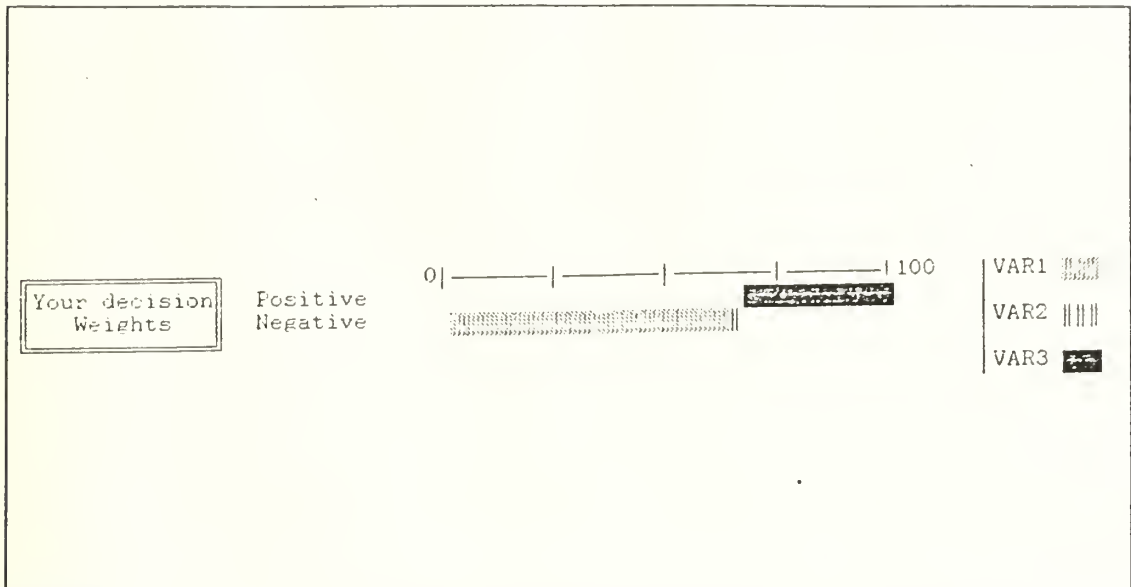 0 100
Your decision
Weights
Positive
Negative
VAR1
VAR2
VAR3